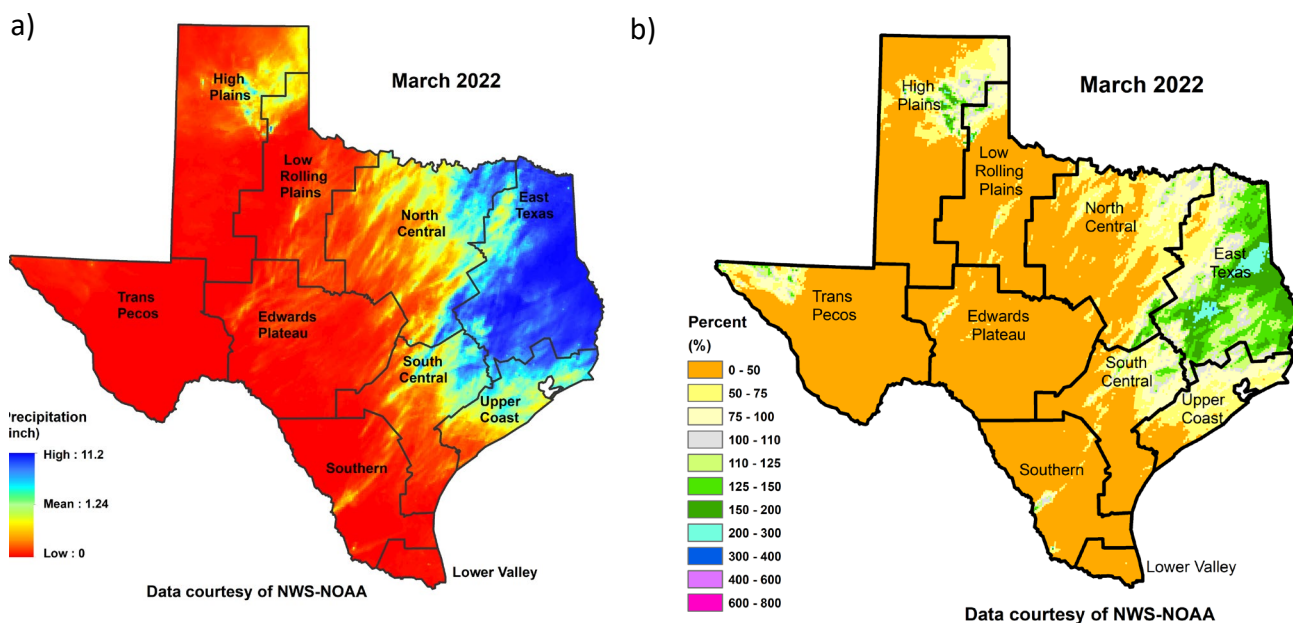 a)
March 2022
High
Plains
Low
Rolling
Plains
North
Central
East
Texas
Trans
Pecos
Edwards
Plateau
South
Central
Upper
Coast
Southern
Lower Valley
Precipitation
inch)
High : 11.2
Mean : 1.24
Low : 0
Data courtesy of NWS-NOAA
b)
March 2022
High
Plains
Low
Rolling
Plains
North
Central
East
Texas
Trans
Pecos
Edwards
Plateau
South
Central
Upper
Coast
Southern
Lower Valley
Percent
(%)
0 - 50
50 - 75
75 - 100
100 - 110
110 - 125
125 - 150
150 - 200
200 - 300
300 - 400
400 - 600
600 - 800
Data courtesy of NWS-NOAA